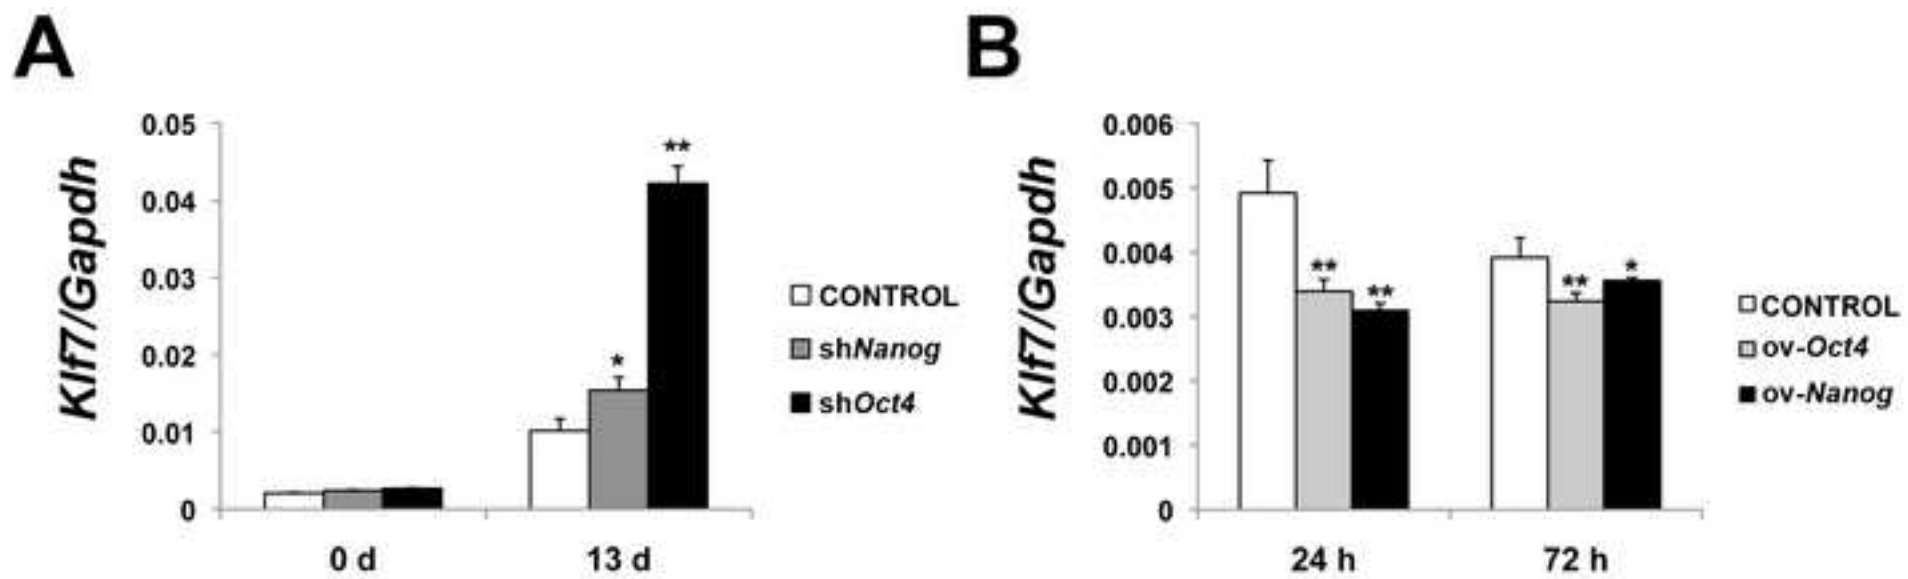 A
Klf7/Gapdh
0.05
0.04
0.03
0.02
0.01
0
**
*
0 d
13 d
CONTROL
shNanog
shOct4
B
Klf7/Gapdh
0.006
0.005
0.004
0.003
0.002
0.001
0
**
**
**
*
24 h
72 h
CONTROL
ov-Oct4
ov-Nanog